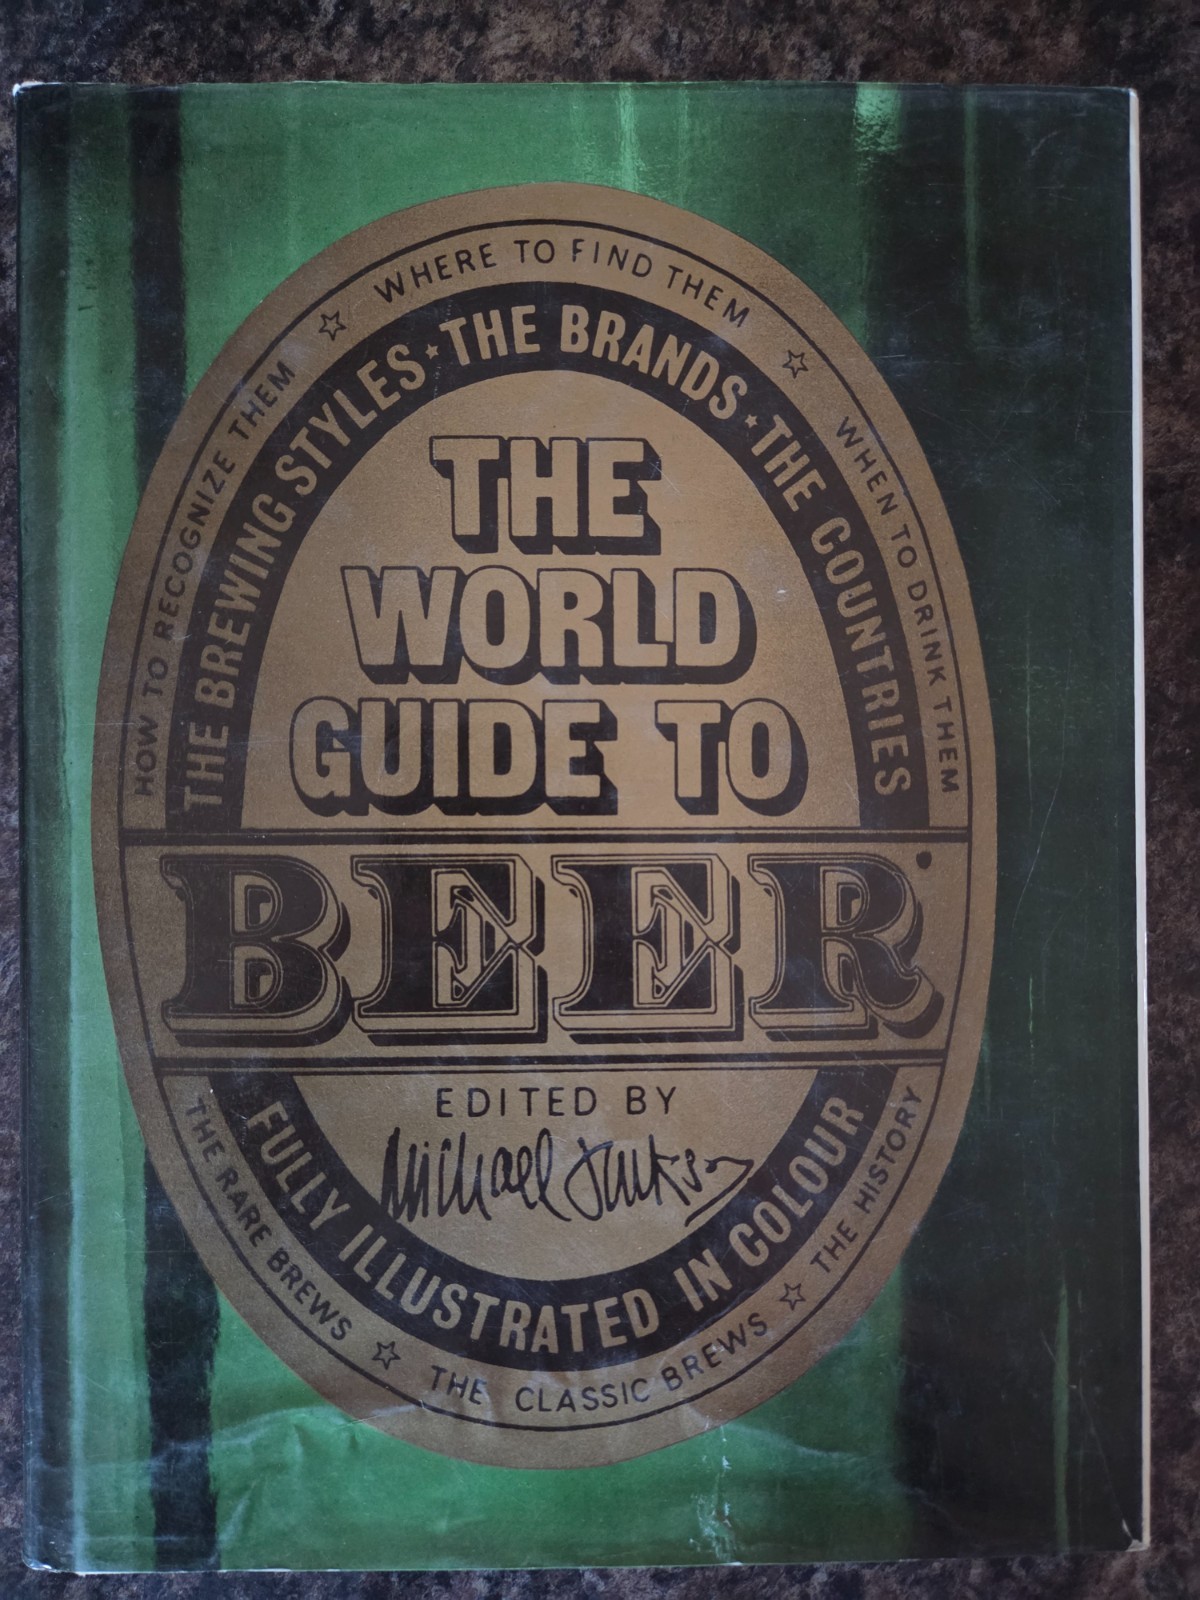 HOW TO RECOGNIZE THEM ☆ WHERE TO FIND THEM ☆ WHEN TO DRINK THEM
THE BREWING STYLES ★ THE BRANDS ★ THE COUNTRIES
THE
WORLD
GUIDE TO
BEER
EDITED BY
Michael Jackson
FULLY ILLUSTRATED IN COLOUR
THE RARE BREWS ☆ THE CLASSIC BREWS ☆ THE HISTORY